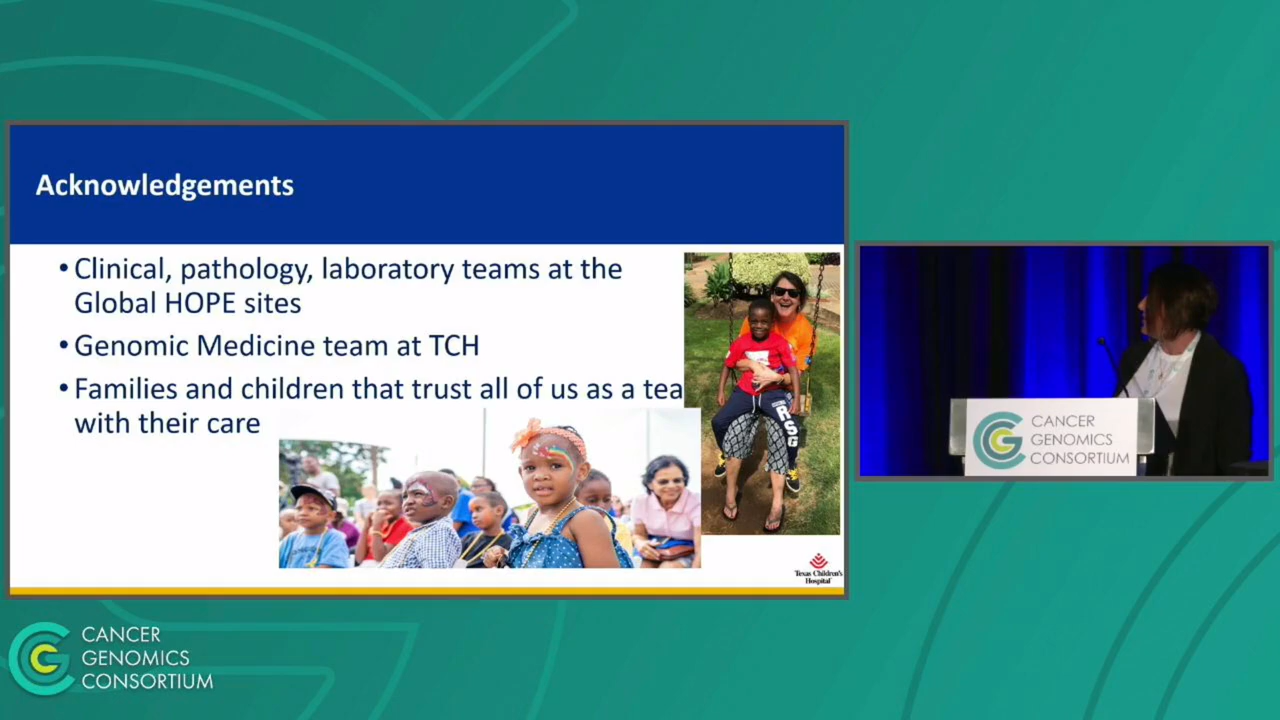 Acknowledgements
• Clinical, pathology, laboratory teams at the
Global HOPE sites
• Genomic Medicine team at TCH
• Families and children that trust all of us as a tea
with their care
RSG
Texas Children's
Hospital
CANCER
GENOMICS
CONSORTIUM
CANCER
GENOMICS
CONSORTIUM